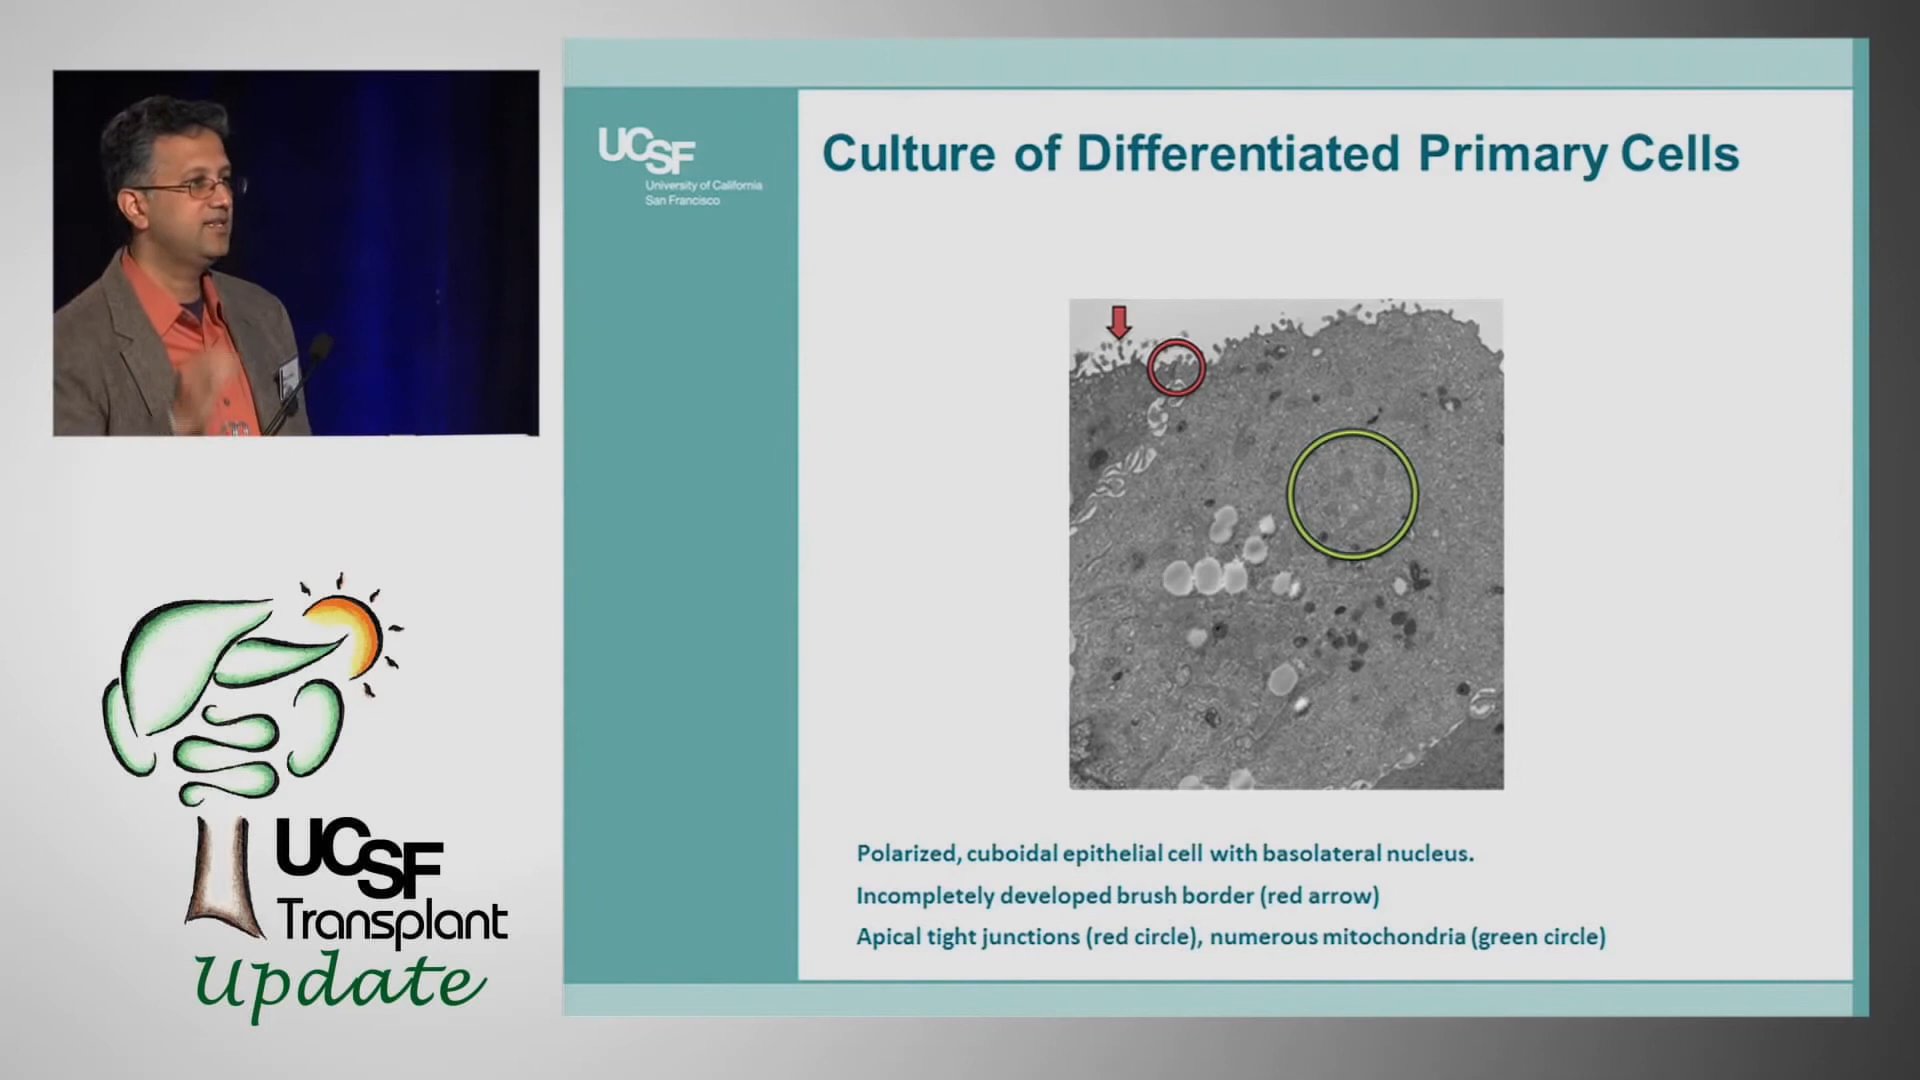 UCSF
University of California
San Francisco
Culture of Differentiated Primary Cells
Polarized, cuboidal epithelial cell with basolateral nucleus.
Incompletely developed brush border (red arrow)
Apical tight junctions (red circle), numerous mitochondria (green circle)
UCSF
Transplant
Update